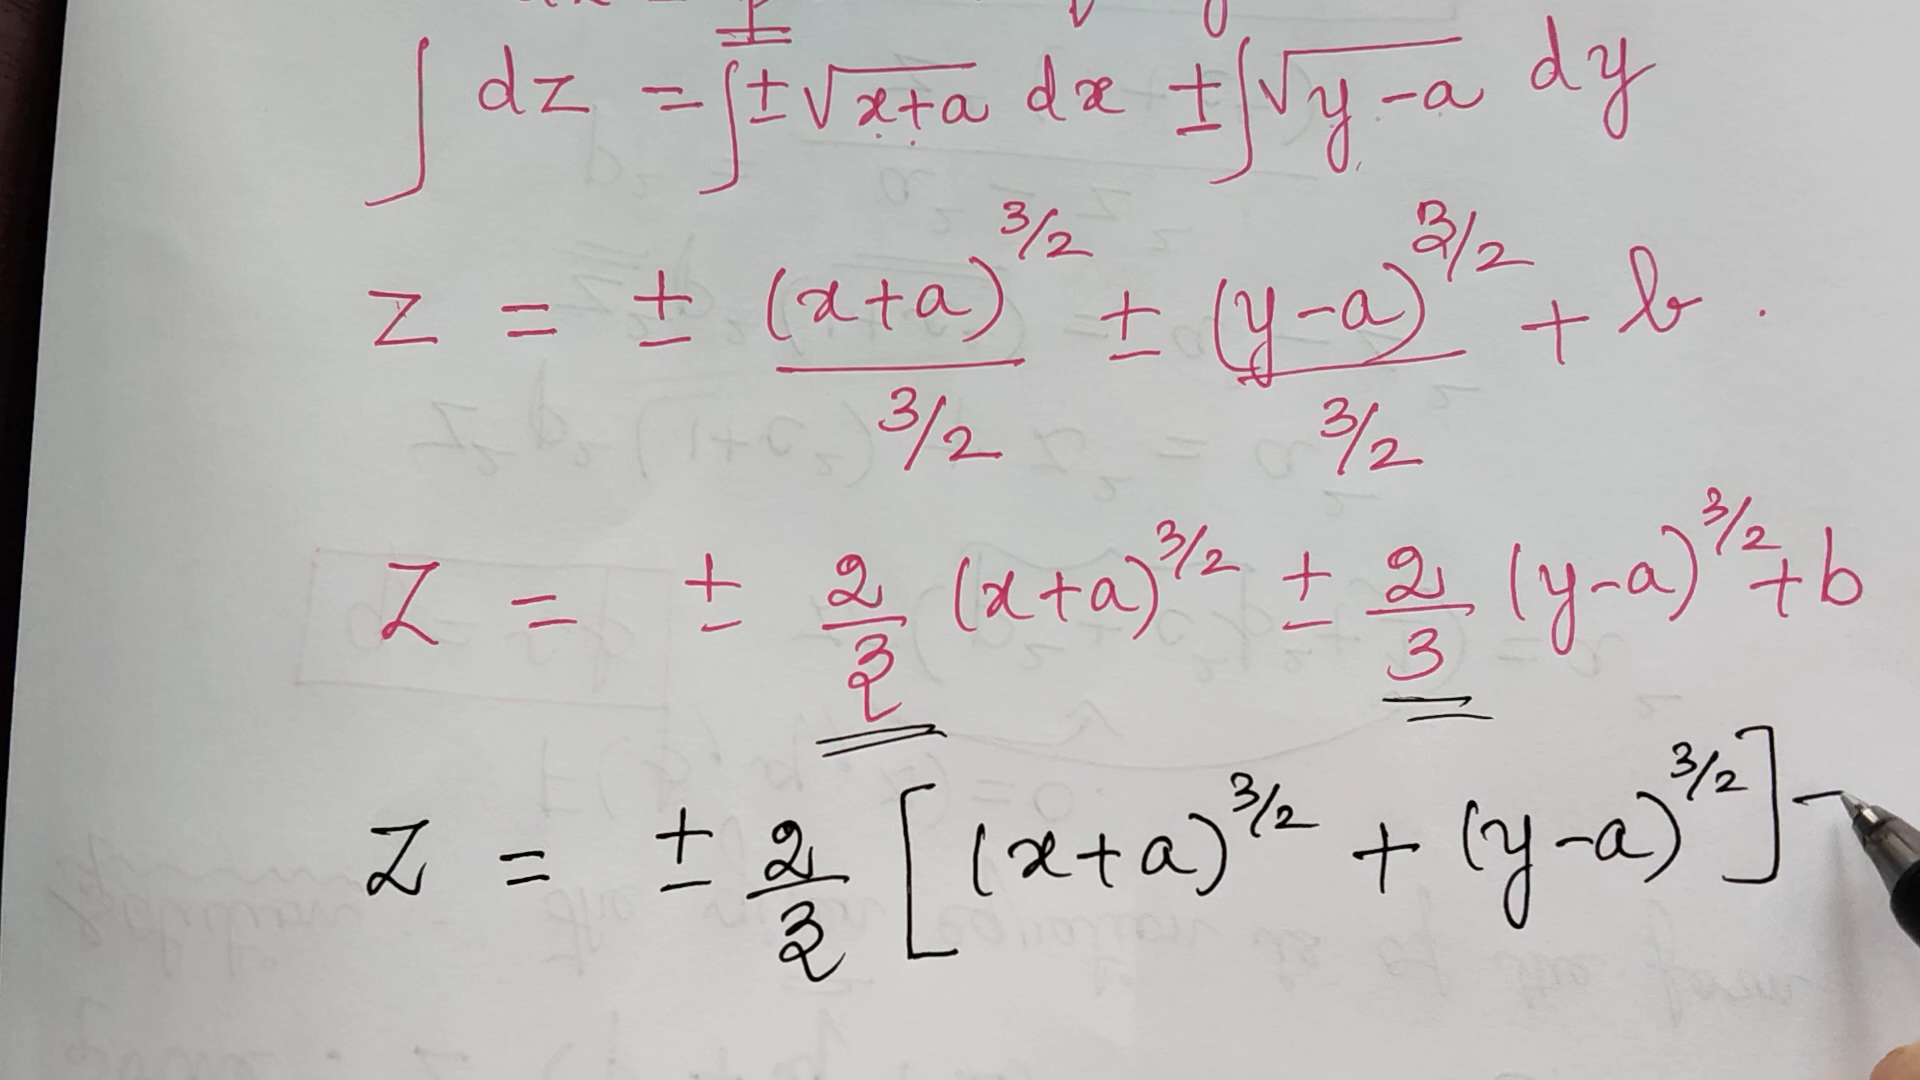 ∫ dz = ∫ ± √(x+a) dx ± ∫ √(y-a) dy
z = ± (x+a)^3/2 / 3/2 ± (y-a)^3/2 / 3/2 + b .
Z = ± 2/3 (x+a)^3/2 ± 2/3 (y-a)^3/2 + b
Z = ± 2/3 [(x+a)^3/2 + (y-a)^3/2] -